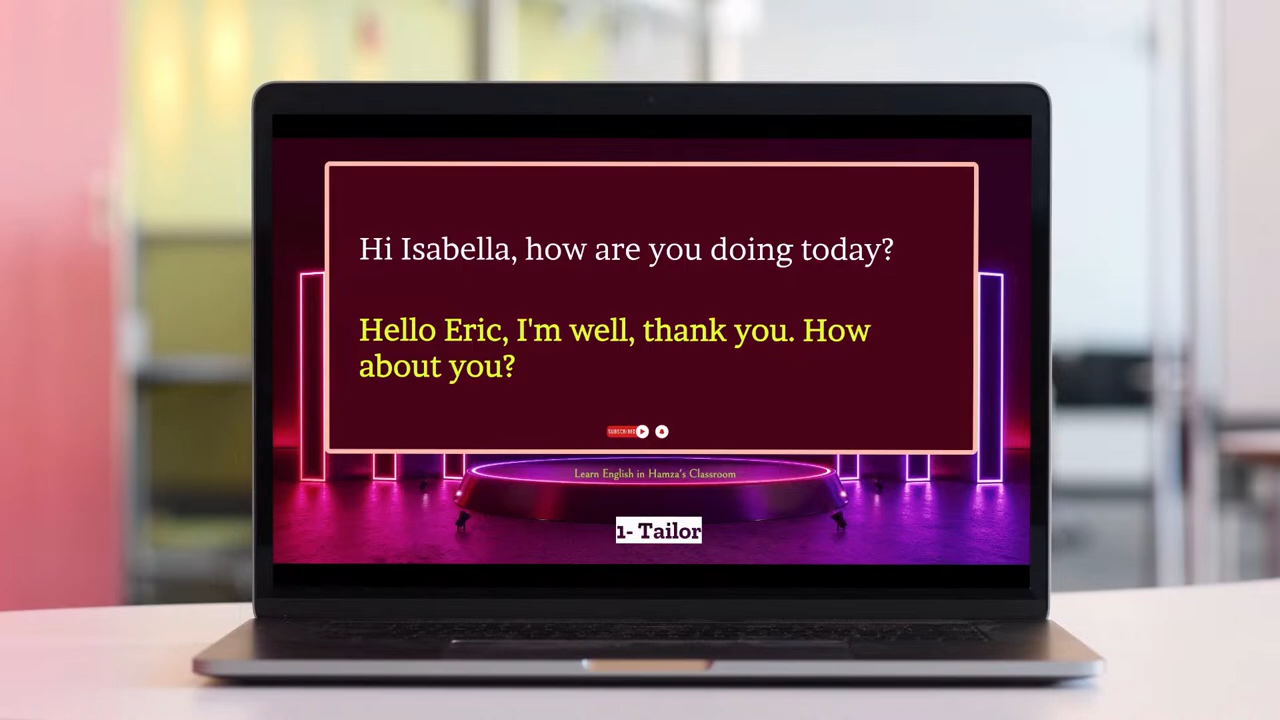 Hi Isabella, how are you doing today?
Hello Eric, I'm well, thank you. How
about you?
SUBSCRIBED
Learn English in Hamza's Classroom
1- Tailor